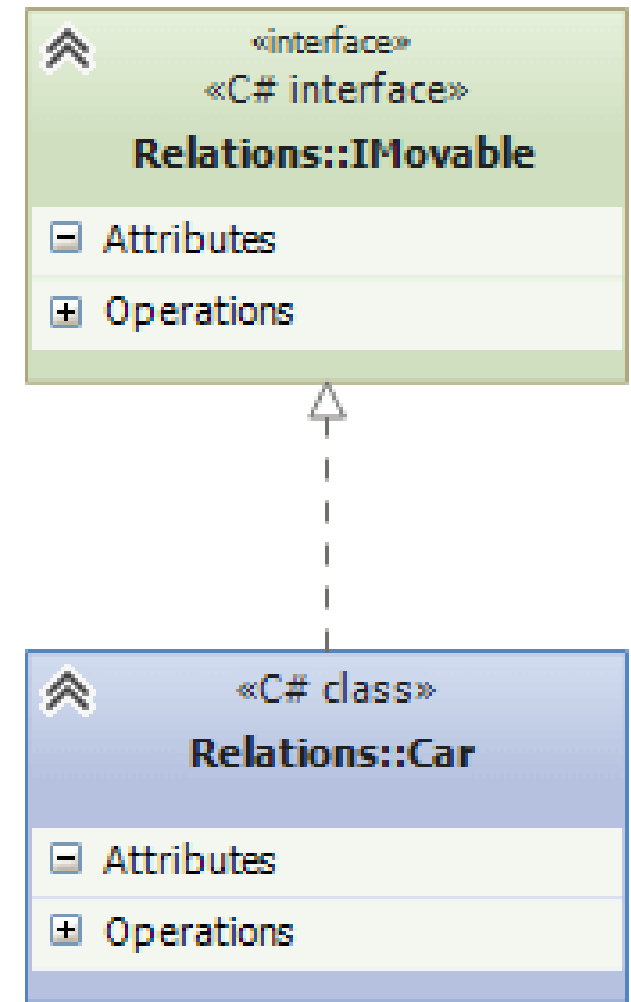 «interface»
«C# interface»
Relations::IMovable
Attributes
Operations
«C# class»
Relations::Car
Attributes
Operations